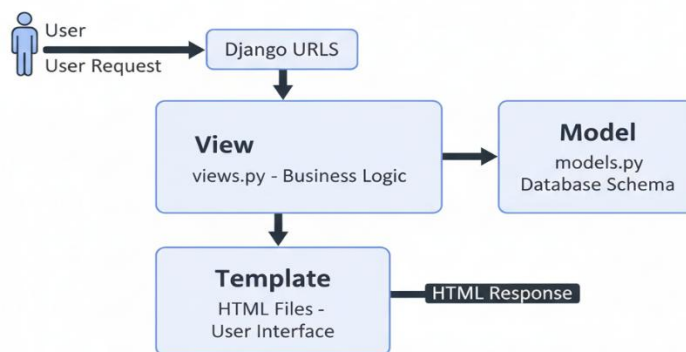 User
User Request
Django URLS
View
views.py - Business Logic
Model
models.py
Database Schema
Template
HTML Files -
User Interface
HTML Response